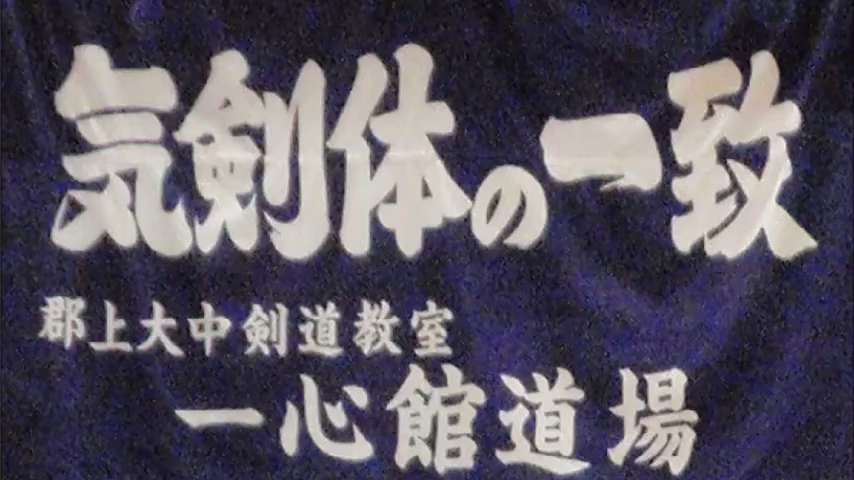 気剣体の一致
郡上大中剣道教室
一心館道場